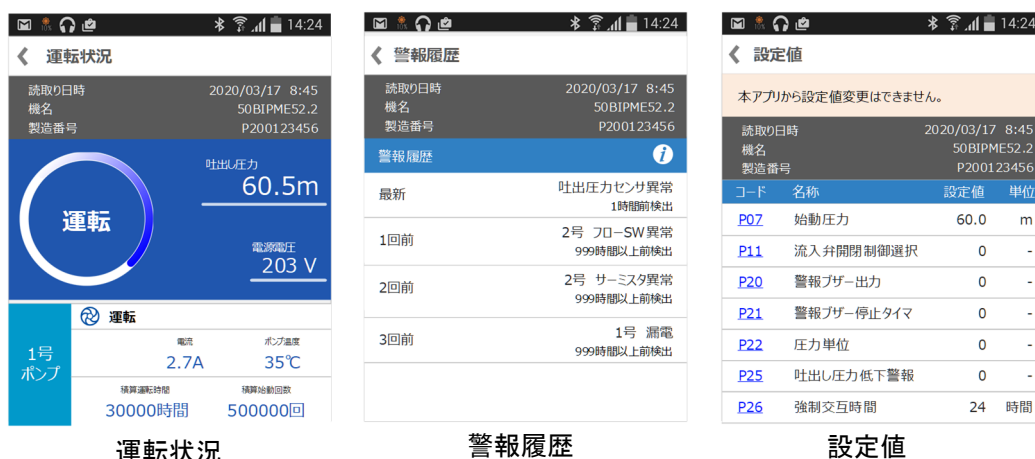 10% 14:24
運転状況
読取り日時 2020/03/17 8:45
機名 50BIPME52.2
製造番号 P200123456
運転
吐出し圧力
60.5m
電源電圧
203 V
1号
ポンプ
運転
電流 ポンプ温度
2.7A 35℃
積算運転時間 積算始動回数
30000時間 500000回
運転状況
10% 14:24
警報履歴
読取り日時 2020/03/17 8:45
機名 50BIPME52.2
製造番号 P200123456
警報履歴 i
最新 吐出圧力センサ異常
1時間前検出
1回前 2号 フローSW異常
999時間以上前検出
2回前 2号 サーミスタ異常
999時間以上前検出
3回前 1号 漏電
999時間以上前検出
警報履歴
10% 14:24
設定値
本アプリから設定値変更はできません。
読取り日時 2020/03/17 8:45
機名 50BIPME52.2
製造番号 P200123456
コード 名称 設定値 単位
P07 始動圧力 60.0 m
P11 流入弁開閉制御選択 0 -
P20 警報ブザー出力 0 -
P21 警報ブザー停止タイマ 0 -
P22 圧力単位 0 -
P25 吐出し圧力低下警報 0 -
P26 強制交互時間 24 時間
設定値